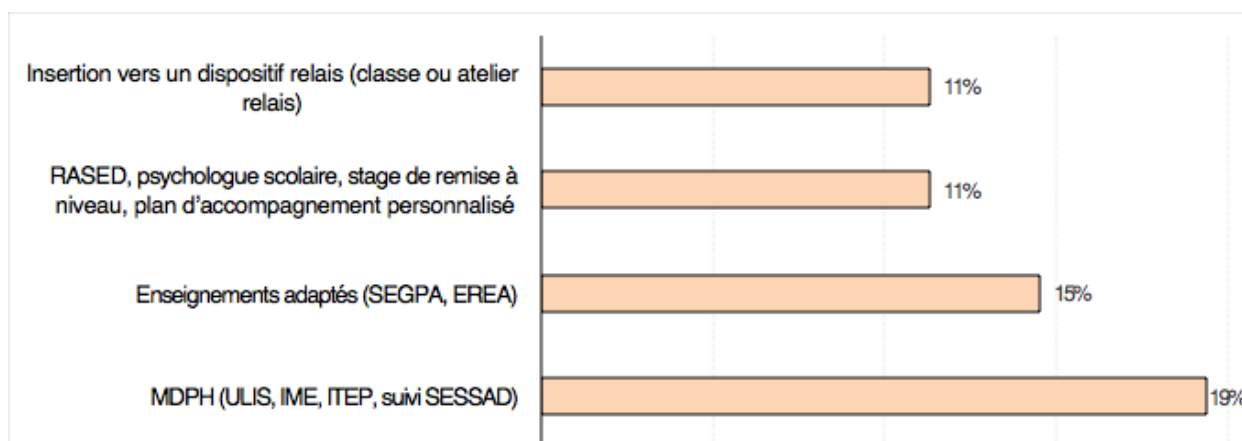 Insertion vers un dispositif relais (classe ou atelier
relais)
11%
RASED, psychologue scolaire, stage de remise à
niveau, plan d'accompagnement personnalisé
11%
Enseignements adaptés (SEGPA, EREA)
15%
MDPH (ULIS, IME, ITEP, suivi SESSAD)
19%